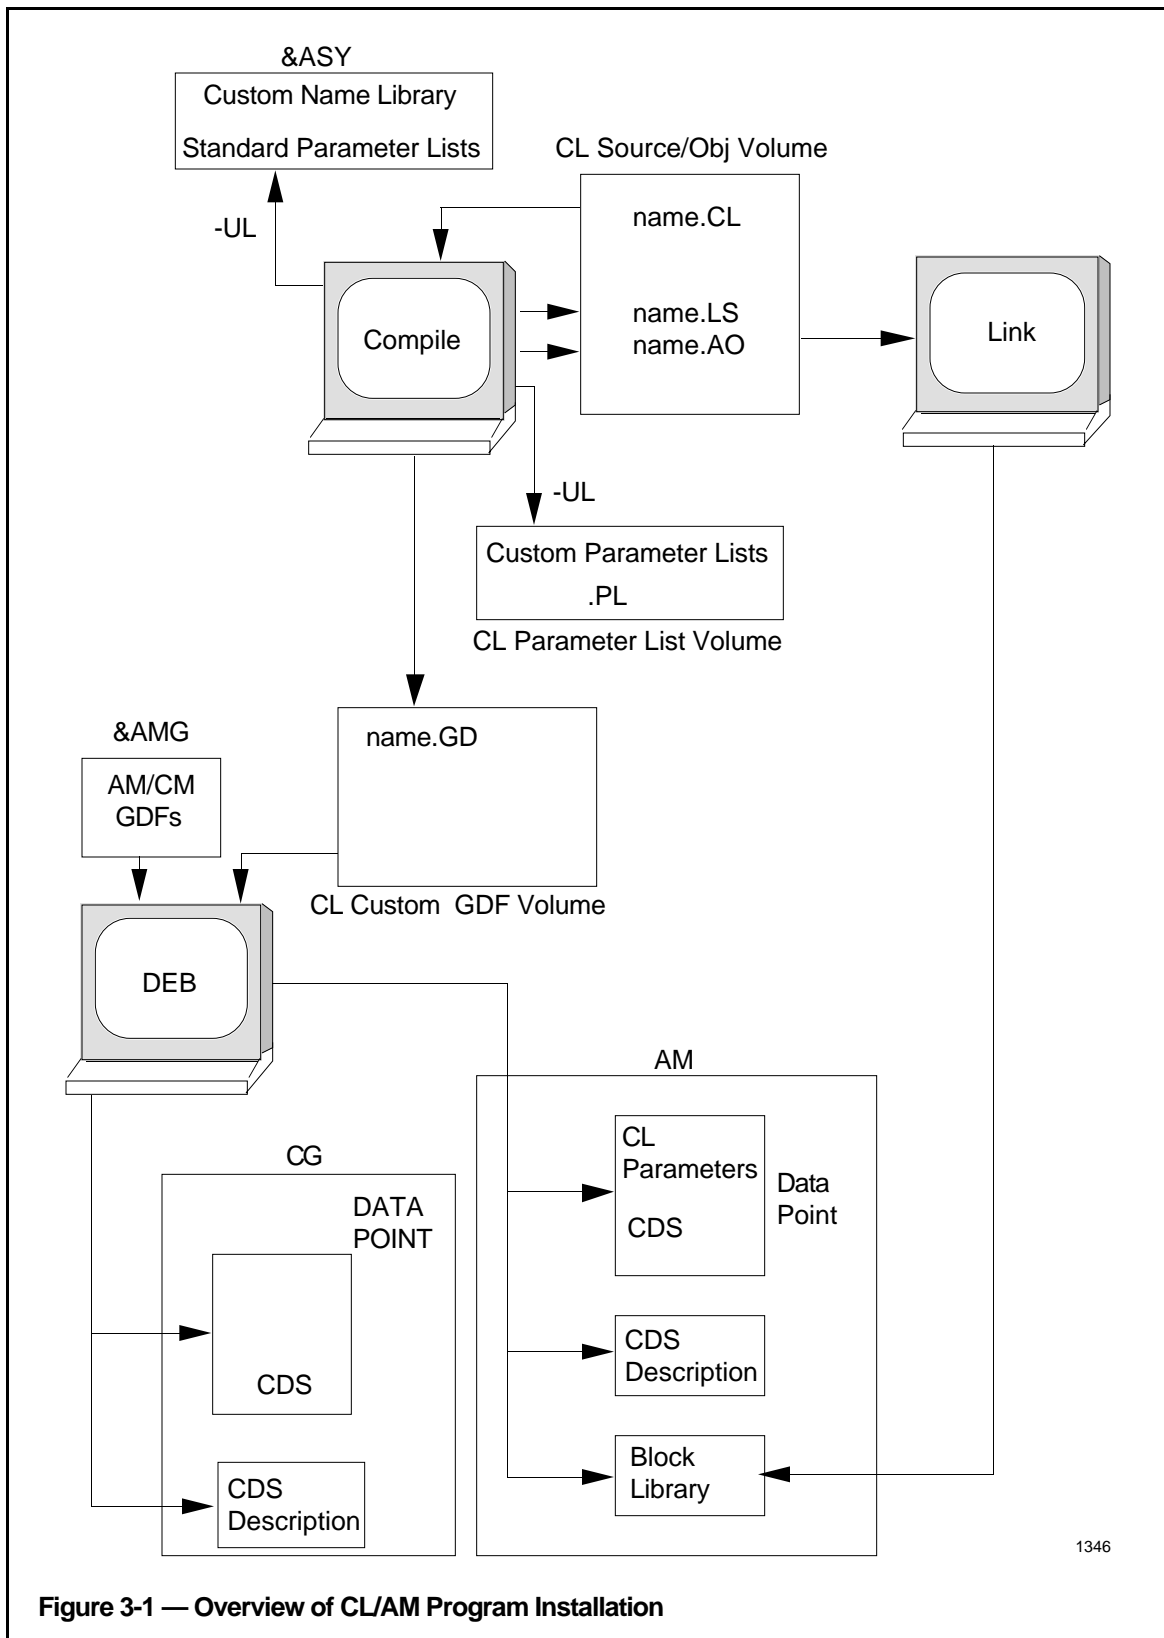 &ASY
Custom Name Library
Standard Parameter Lists
CL Source/Obj Volume
-UL
name.CL
name.LS
name.AO
Compile
Link
-UL
Custom Parameter Lists
.PL
CL Parameter List Volume
&AMG
AM/CM
GDFs
name.GD
CL Custom GDF Volume
DEB
AM
CL
Parameters
CDS
Data
Point
CG
DATA
POINT
CDS
CDS
Description
CDS
Description
Block
Library
1346
Figure 3-1 — Overview of CL/AM Program Installation